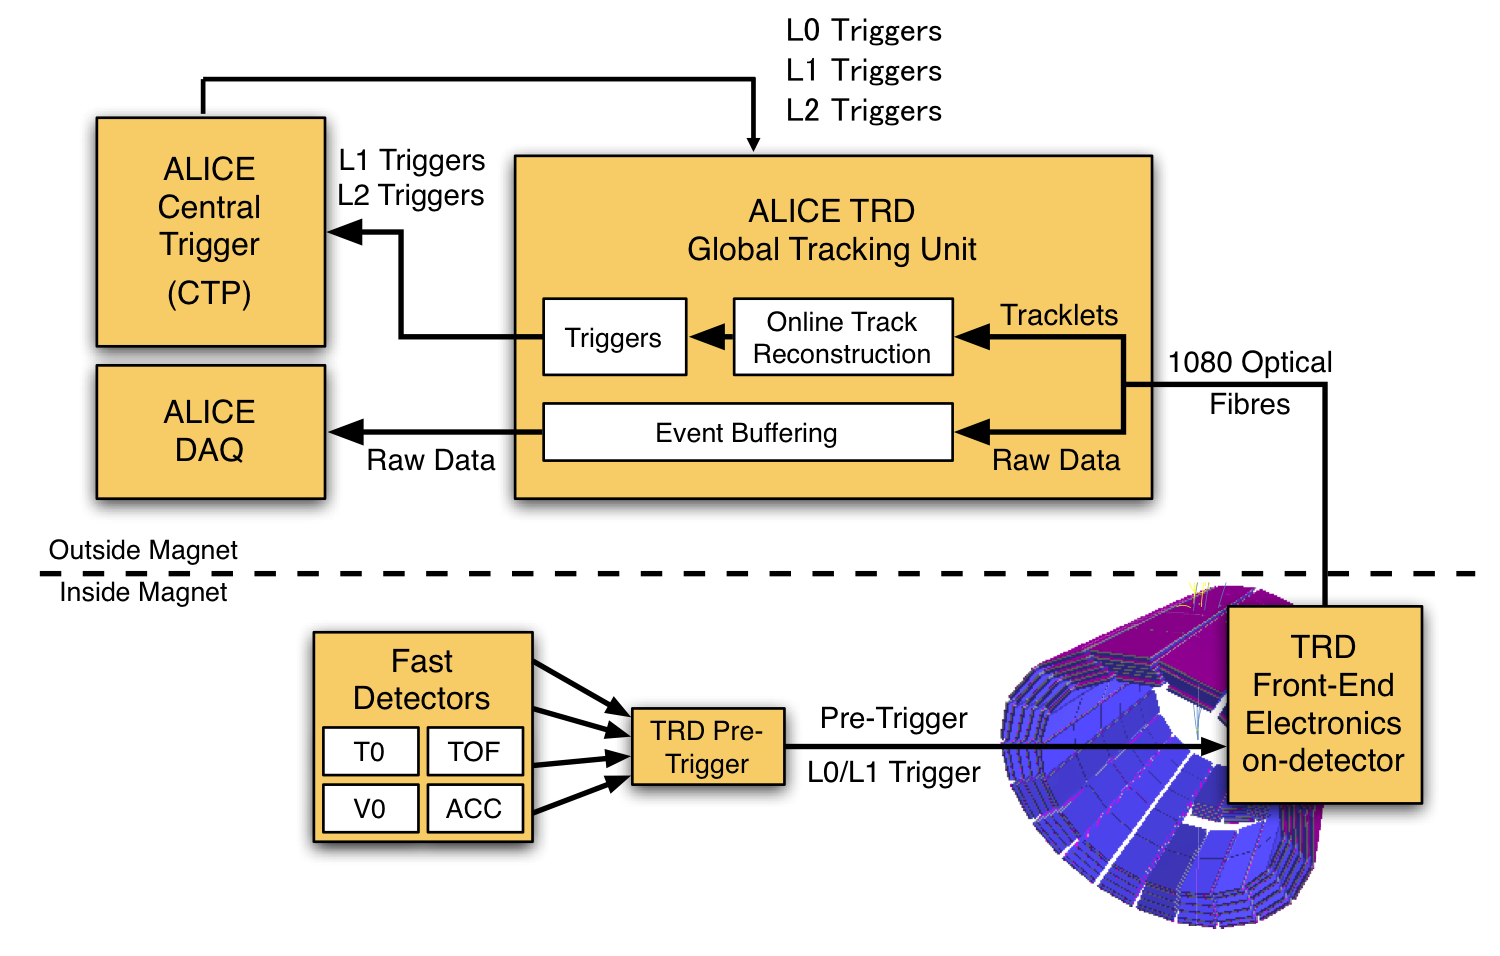 L0 Triggers
L1 Triggers
L2 Triggers
ALICE
Central
Trigger
(CTP)
L1 Triggers
L2 Triggers
ALICE TRD
Global Tracking Unit
Triggers
Online Track
Reconstruction
Tracklets
1080 Optical
Fibres
ALICE
DAQ
Raw Data
Event Buffering
Raw Data
Outside Magnet
Inside Magnet
Fast
Detectors
T0
TOF
V0
ACC
TRD Pre-
Trigger
Pre-Trigger
L0/L1 Trigger
TRD
Front-End
Electronics
on-detector